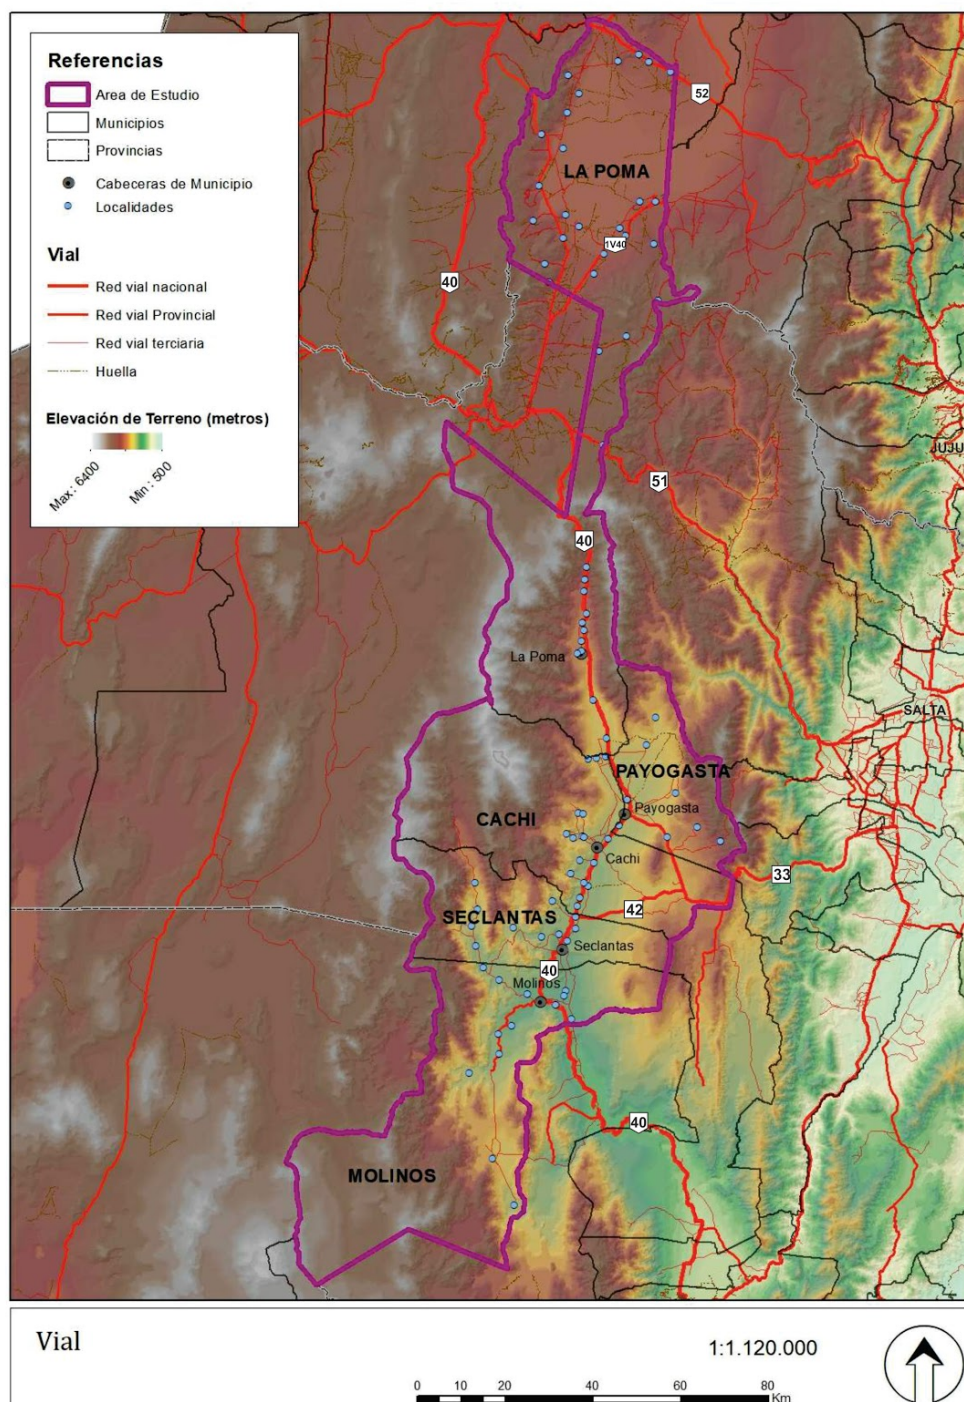 Referencias
Area de Estudio
Municipios
Provincias
Cabeceras de Municipio
Localidades
Vial
Red vial nacional
Red vial Provincial
Red vial terciaria
Huella
Elevación de Terreno (metros)
Max.: 6400
Min : 500
52
LA POMA
1V40
40
JUJU
51
40
La Poma
SALTA
PAYOGASTA
Payogasta
CACHI
Cachi
33
SECLANTAS
42
Seclantas
40
Molinos
40
MOLINOS
Vial
1:1.120.000
0 10 20 40 60 80
Km